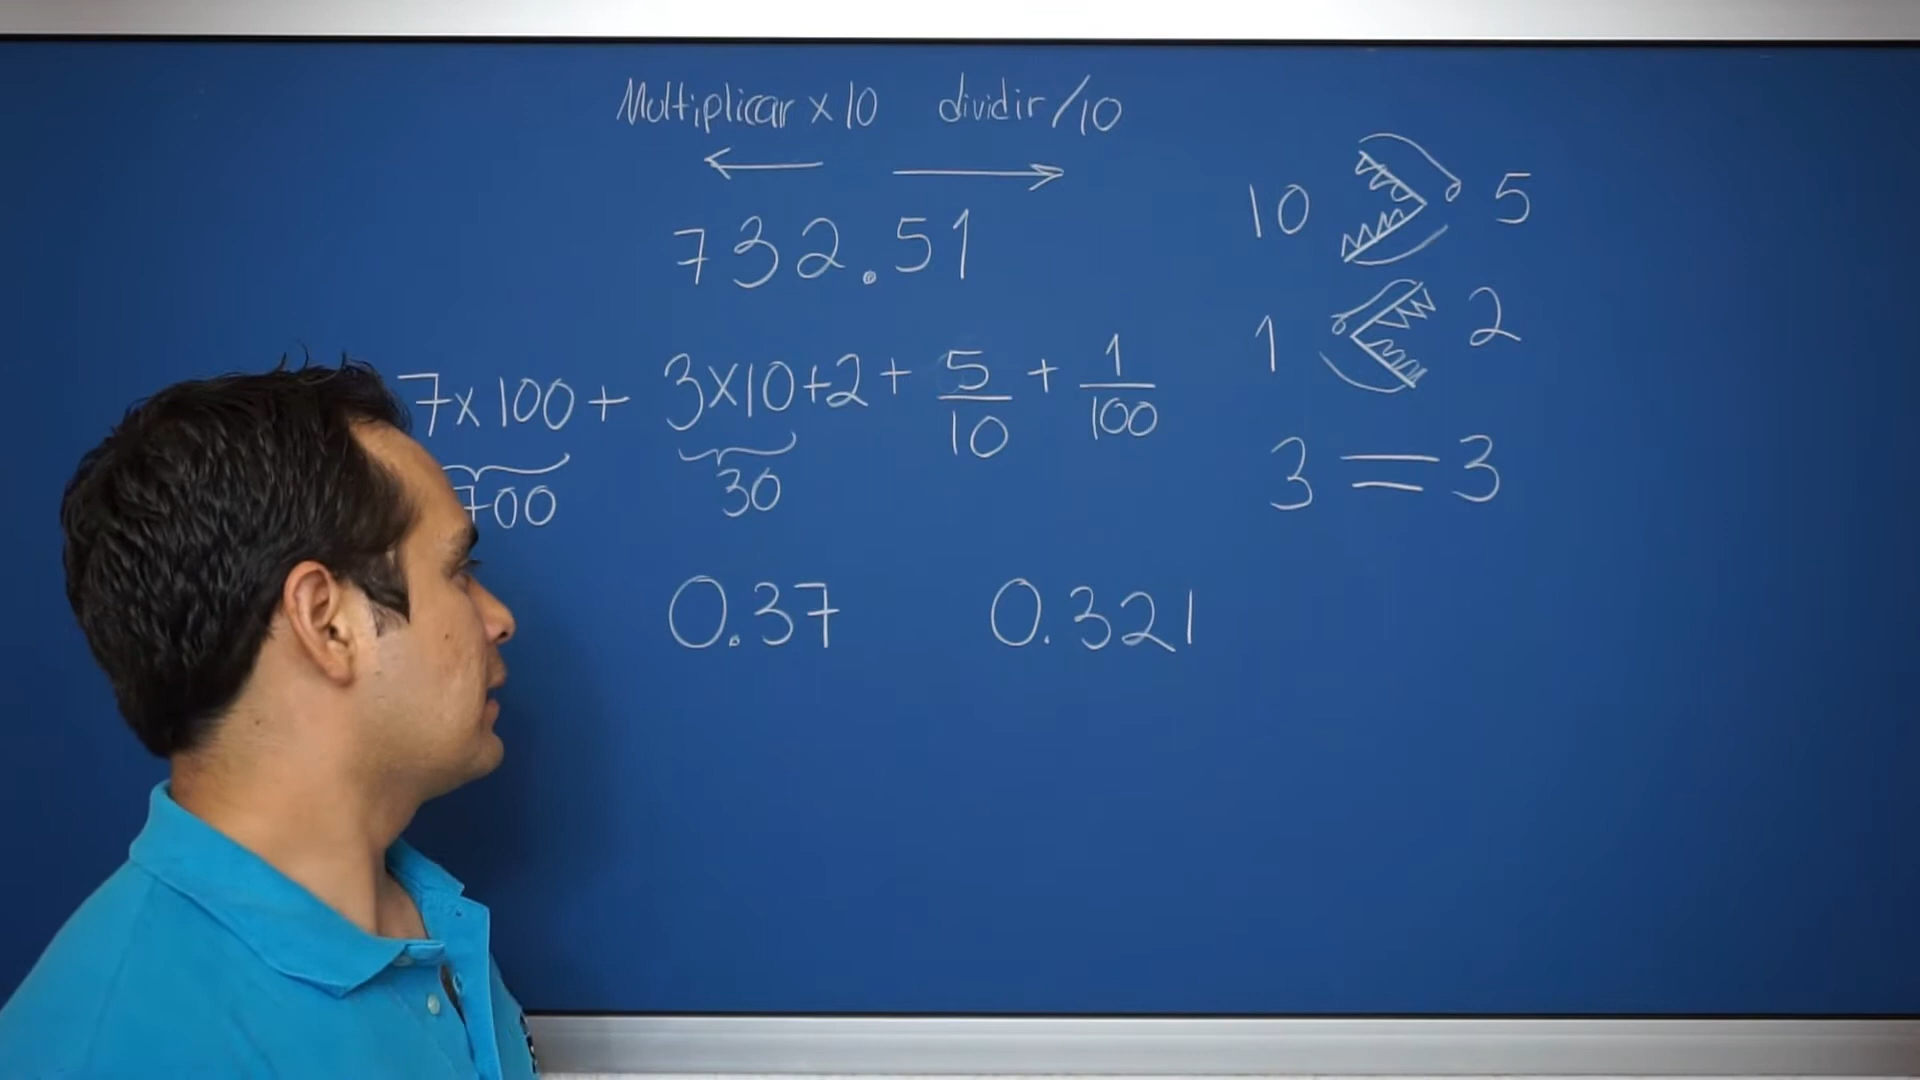 Multiplicar x 10 dividir /10
732.51
7x100 + 3x10+2+ 5/10 + 1/100
700 30
0.37 0.321
10 > 5
1 < 2
3 = 3